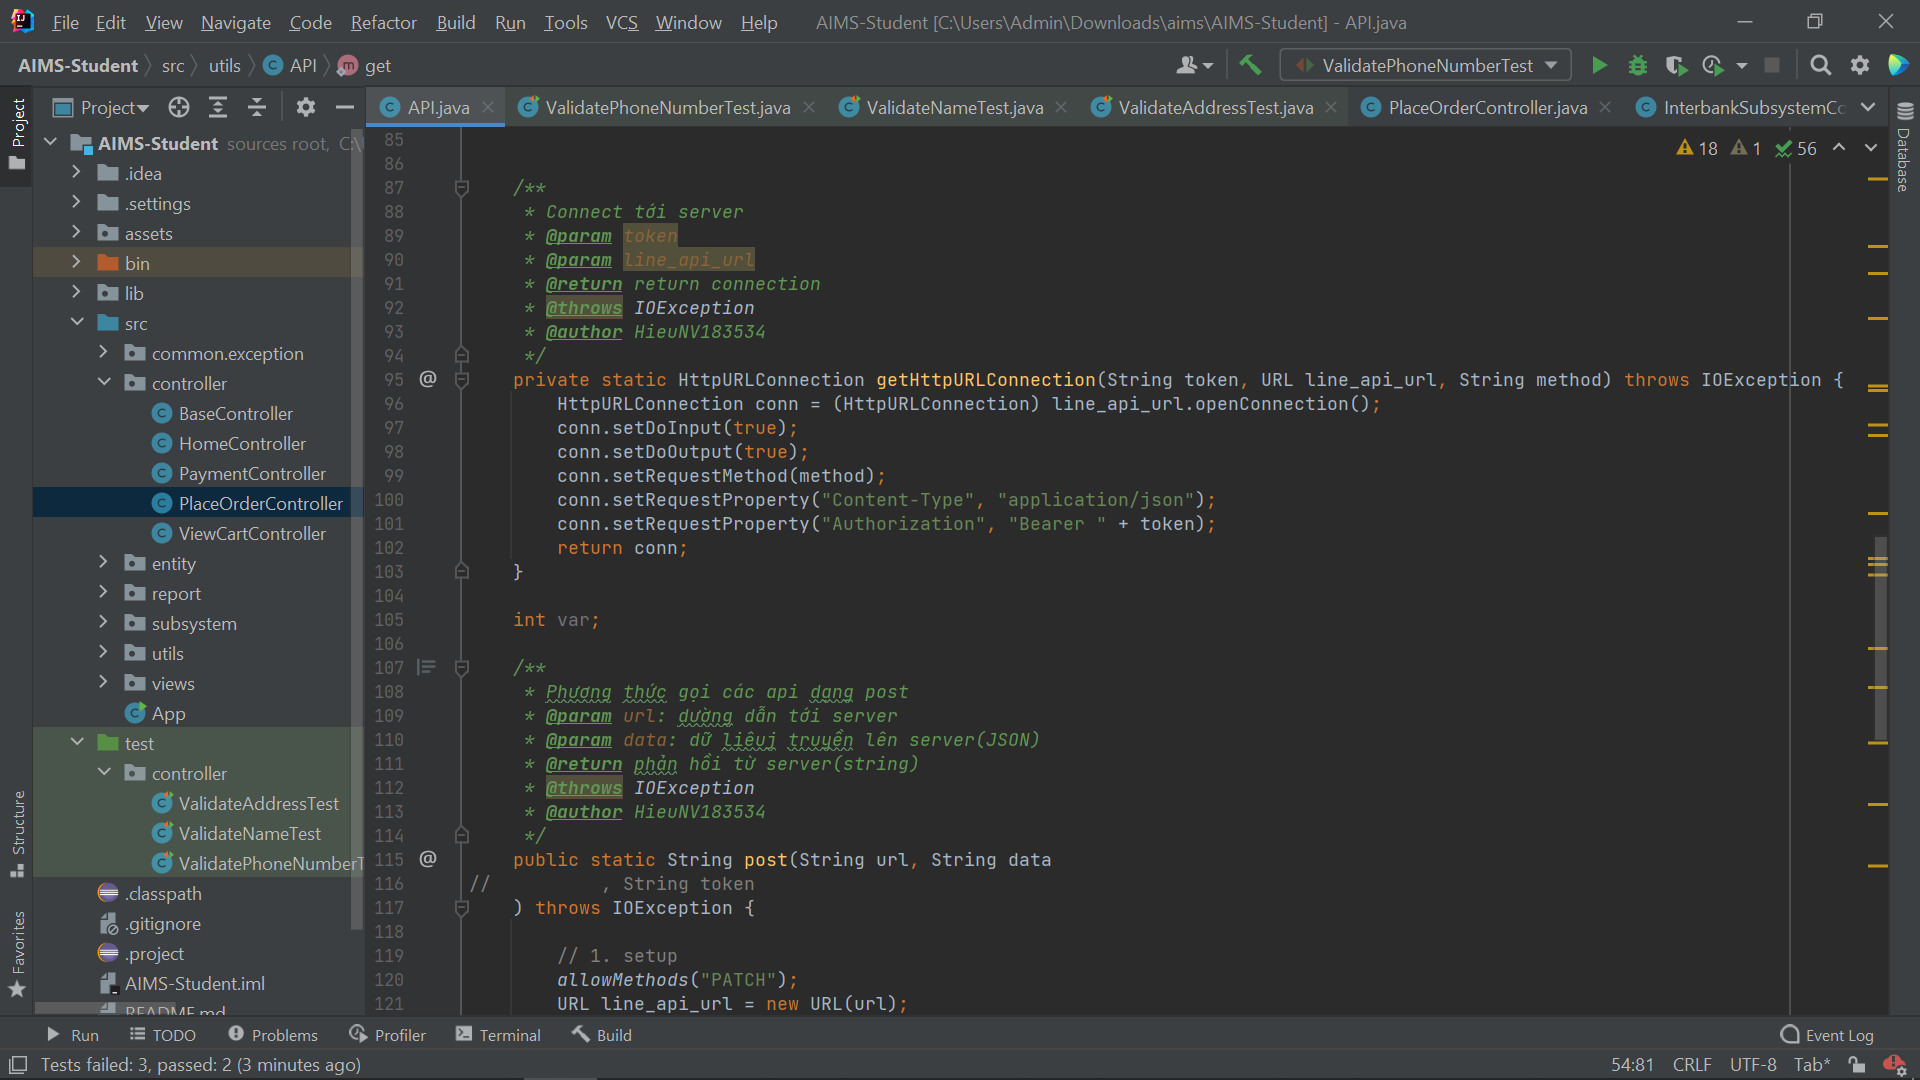 File Edit View Navigate Code Refactor Build Run Tools VCS Window Help AIMS-Student [C:\Users\Admin\Downloads\aims\AIMS-Student] - API.java
AIMS-Student src utils API get ValidatePhoneNumberTest
Project
API.java ValidatePhoneNumberTest.java ValidateNameTest.java ValidateAddressTest.java PlaceOrderController.java InterbankSubsystemCo
18 1 56
Project
Structure
Favorites
Database
AIMS-Student sources root, C:\
.idea
.settings
assets
bin
lib
src
common.exception
controller
BaseController
HomeController
PaymentController
PlaceOrderController
ViewCartController
entity
report
subsystem
utils
views
App
test
controller
ValidateAddressTest
ValidateNameTest
ValidatePhoneNumberT
.classpath
.gitignore
.project
AIMS-Student.iml
README.md
85
86
87 /**
88 * Connect tới server
89 * @param token
90 * @param line_api_url
91 * @return return connection
92 * @throws IOException
93 * @author HieuNV183534
94 */
95 @ private static HttpURLConnection getHttpURLConnection(String token, URL line_api_url, String method) throws IOException {
96 HttpURLConnection conn = (HttpURLConnection) line_api_url.openConnection();
97 conn.setDoInput(true);
98 conn.setDoOutput(true);
99 conn.setRequestMethod(method);
100 conn.setRequestProperty("Content-Type", "application/json");
101 conn.setRequestProperty("Authorization", "Bearer " + token);
102 return conn;
103 }
104
105 int var;
106
107 /**
108 * Phương thức gọi các api dạng post
109 * @param url: dường dẫn tới server
110 * @param data: dữ liêuj truyền lên server(JSON)
111 * @return phản hồi từ server(string)
112 * @throws IOException
113 * @author HieuNV183534
114 */
115 @ public static String post(String url, String data
116 // , String token
117 ) throws IOException {
118
119 // 1. setup
120 allowMethods("PATCH");
121 URL line_api_url = new URL(url);
Run TODO Problems Profiler Terminal Build Event Log
Tests failed: 3, passed: 2 (3 minutes ago) 54:81 CRLF UTF-8 Tab*